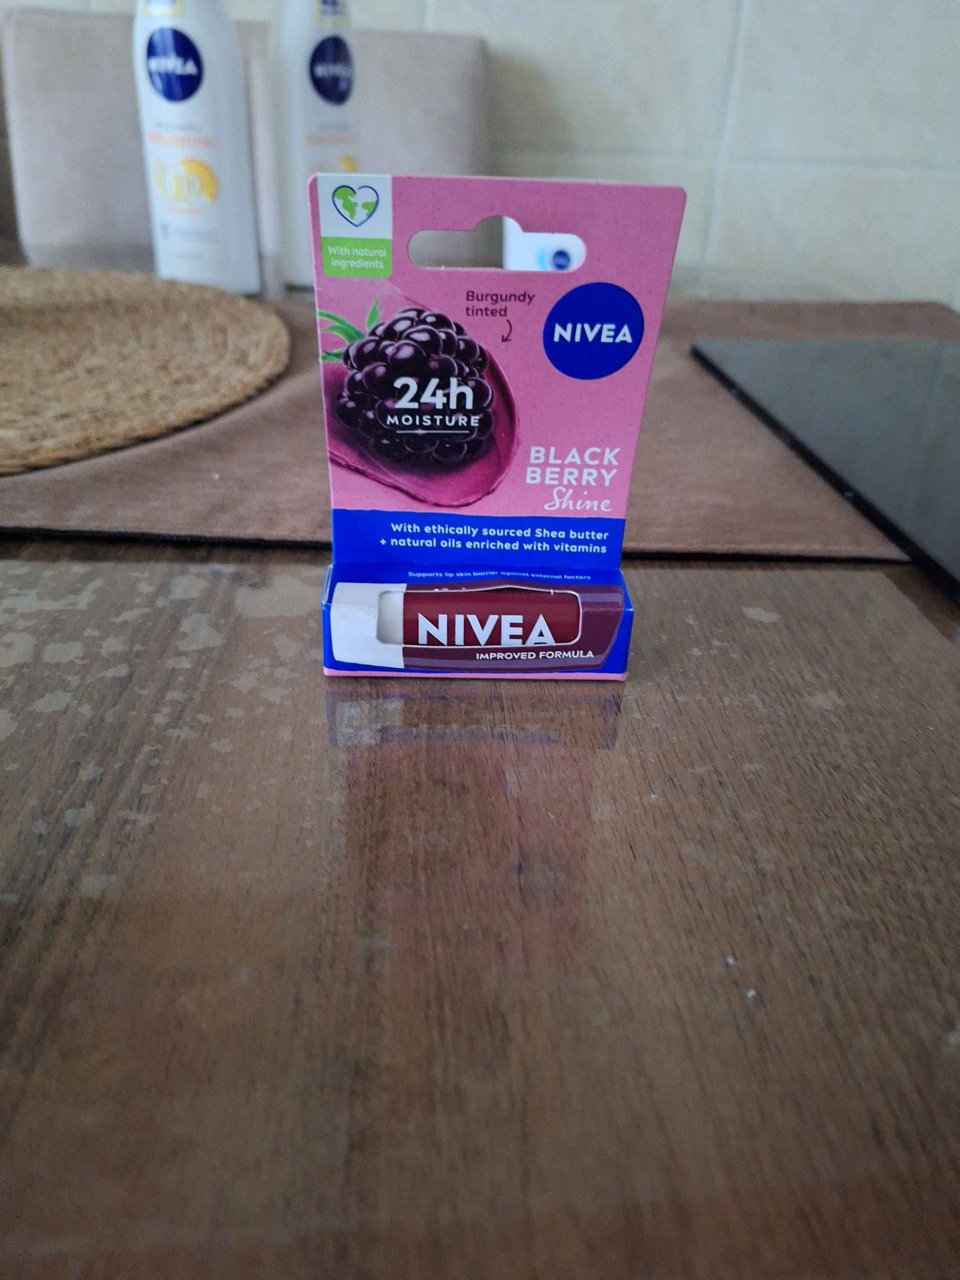 NIVEA
NIVEA
With natural
ingredients
Burgundy
tinted
NIVEA
24h
MOISTURE
BLACK
BERRY
Shine
With ethically sourced Shea butter
+ natural oils enriched with vitamins
Supports lip skin barrier against external factors
NIVEA
IMPROVED FORMULA